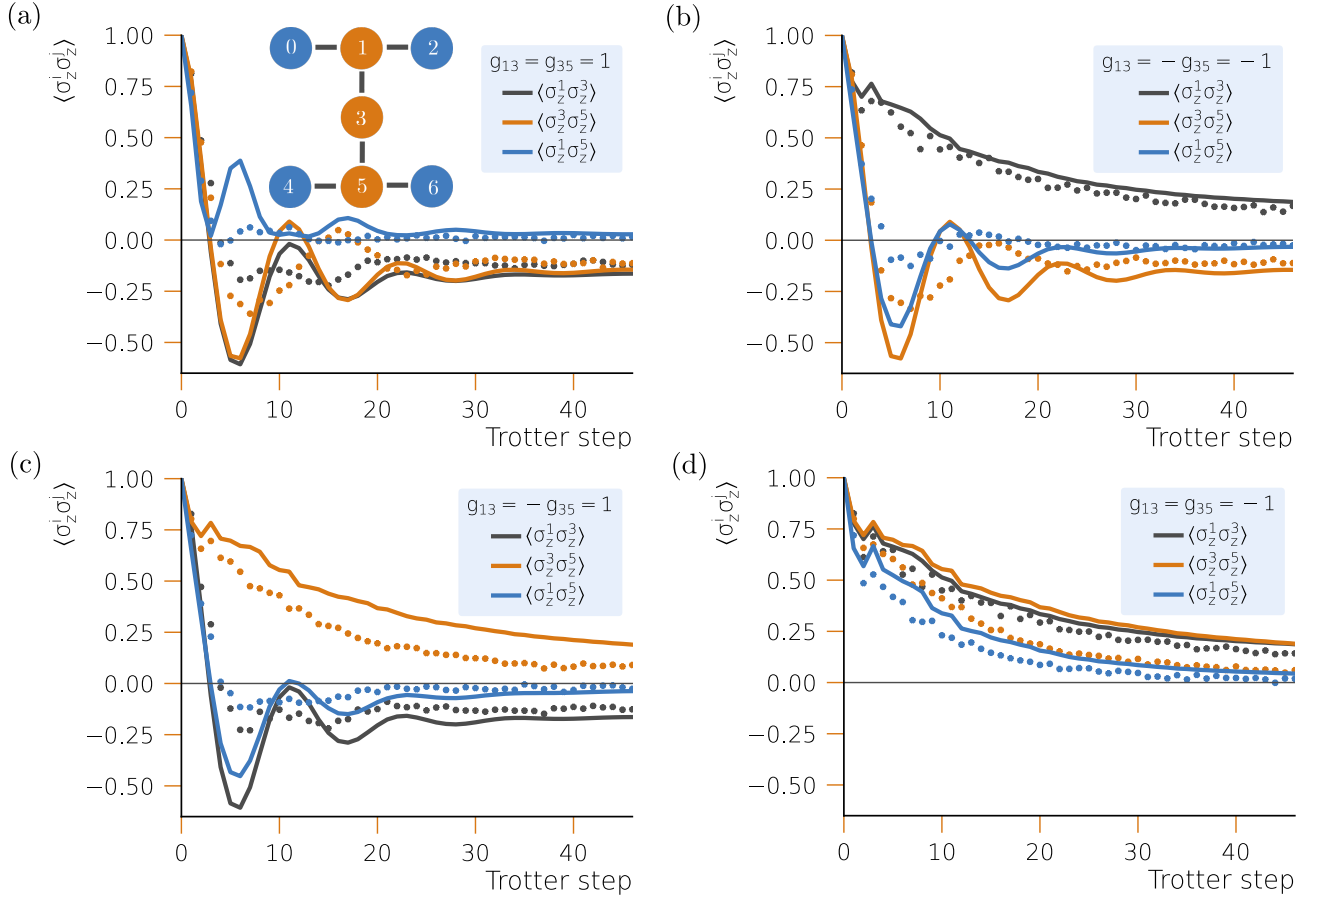 (a)
⟨σ_z^i σ_z^j⟩
1.00
0.75
0.50
0.25
0.00
−0.25
−0.50
0 1 2
3
4 5 6
g₁₃ = g₃₅ = 1
⟨σ_z^1 σ_z^3⟩
⟨σ_z^3 σ_z^5⟩
⟨σ_z^1 σ_z^5⟩
0 10 20 30 40
Trotter step
(b)
⟨σ_z^i σ_z^j⟩
1.00
0.75
0.50
0.25
0.00
−0.25
−0.50
g₁₃ = − g₃₅ = − 1
⟨σ_z^1 σ_z^3⟩
⟨σ_z^3 σ_z^5⟩
⟨σ_z^1 σ_z^5⟩
0 10 20 30 40
Trotter step
(c)
⟨σ_z^i σ_z^j⟩
1.00
0.75
0.50
0.25
0.00
−0.25
−0.50
g₁₃ = − g₃₅ = 1
⟨σ_z^1 σ_z^3⟩
⟨σ_z^3 σ_z^5⟩
⟨σ_z^1 σ_z^5⟩
0 10 20 30 40
Trotter step
(d)
⟨σ_z^i σ_z^j⟩
1.00
0.75
0.50
0.25
0.00
−0.25
−0.50
g₁₃ = g₃₅ = − 1
⟨σ_z^1 σ_z^3⟩
⟨σ_z^3 σ_z^5⟩
⟨σ_z^1 σ_z^5⟩
0 10 20 30 40
Trotter step